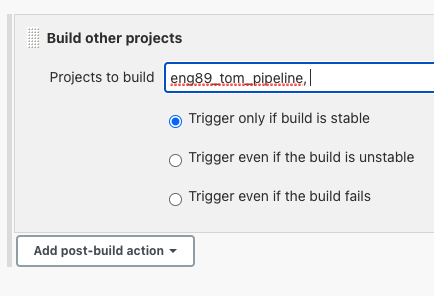 Build other projects
Projects to build eng89_tom_pipeline,
Trigger only if build is stable
Trigger even if the build is unstable
Trigger even if the build fails
Add post-build action